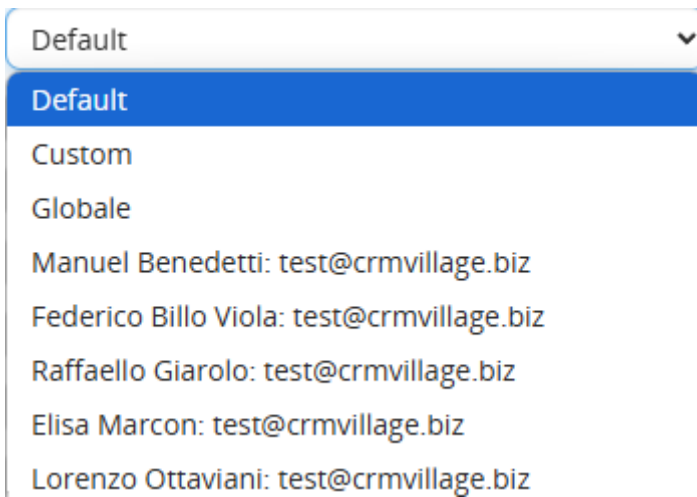 Default
Default
Custom
Globale
Manuel Benedetti: test@crmvillage.biz
Federico Billo Viola: test@crmvillage.biz
Raffaello Giarolo: test@crmvillage.biz
Elisa Marcon: test@crmvillage.biz
Lorenzo Ottaviani: test@crmvillage.biz